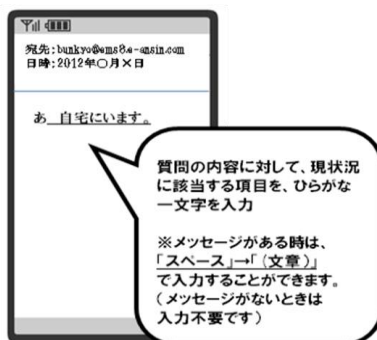 宛先:bunkyo@ems8.e-ansin.com
日時:2012年○月×日
あ 自宅にいます。
質問の内容に対して、現状況
に該当する項目を、ひらがな
一文字を入力
※メッセージがある時は、
「スペース」→「(文章)」
で入力することができます。
(メッセージがないときは
入力不要です)